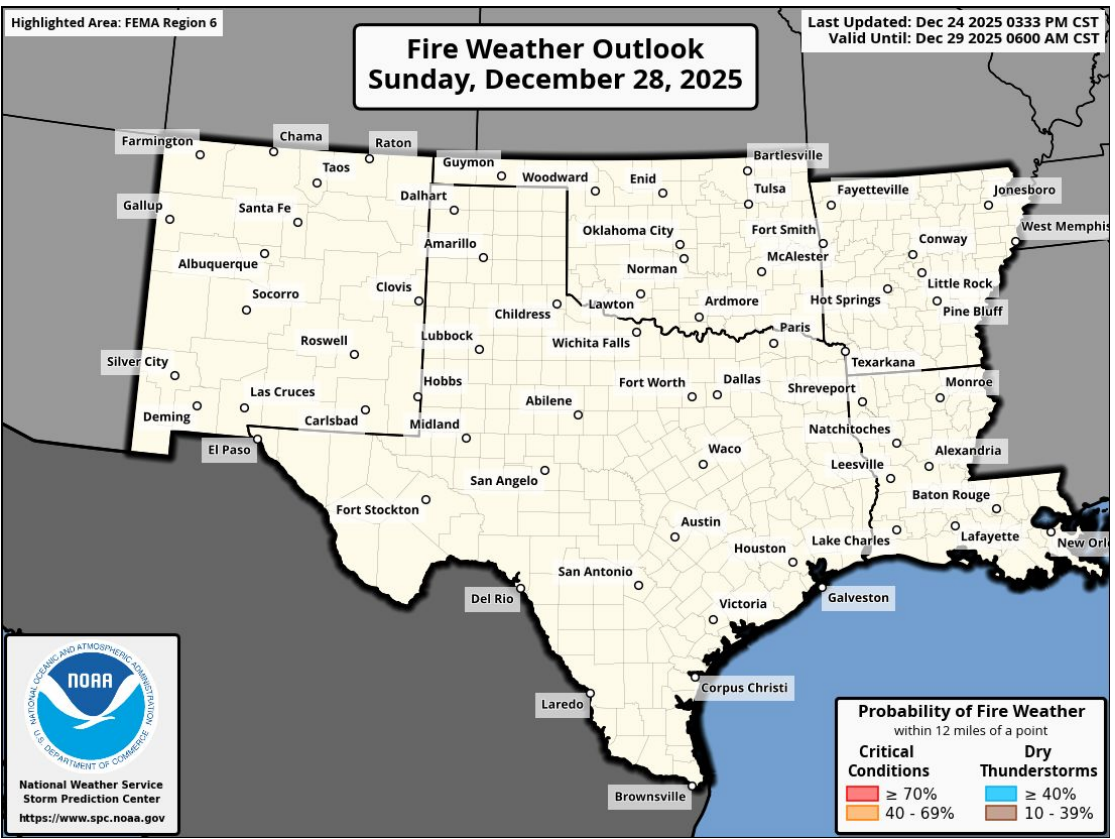 Highlighted Area: FEMA Region 6
Fire Weather Outlook
Sunday, December 28, 2025
Last Updated: Dec 24 2025 0333 PM CST
Valid Until: Dec 29 2025 0600 AM CST
Farmington
Chama
Raton
Taos
Guymon
Woodward
Enid
Bartlesville
Tulsa
Fayetteville
Jonesboro
Gallup
Santa Fe
Dalhart
Oklahoma City
Fort Smith
West Memphis
Albuquerque
Amarillo
Norman
McAlester
Conway
Little Rock
Socorro
Clovis
Childress
Lawton
Ardmore
Hot Springs
Pine Bluff
Roswell
Lubbock
Wichita Falls
Paris
Texarkana
Silver City
Las Cruces
Hobbs
Fort Worth
Dallas
Shreveport
Monroe
Deming
Carlsbad
Midland
Abilene
Natchitoches
El Paso
San Angelo
Waco
Leesville
Alexandria
Fort Stockton
Austin
Baton Rouge
Houston
Lake Charles
Lafayette
New Orl
San Antonio
Del Rio
Victoria
Galveston
Laredo
Corpus Christi
Brownsville
NATIONAL OCEANIC AND ATMOSPHERIC ADMINISTRATION
NOAA
U.S. DEPARTMENT OF COMMERCE
National Weather Service
Storm Prediction Center
https://www.spc.noaa.gov
Probability of Fire Weather
within 12 miles of a point
Critical
Conditions
≥ 70%
40 - 69%
Dry
Thunderstorms
≥ 40%
10 - 39%